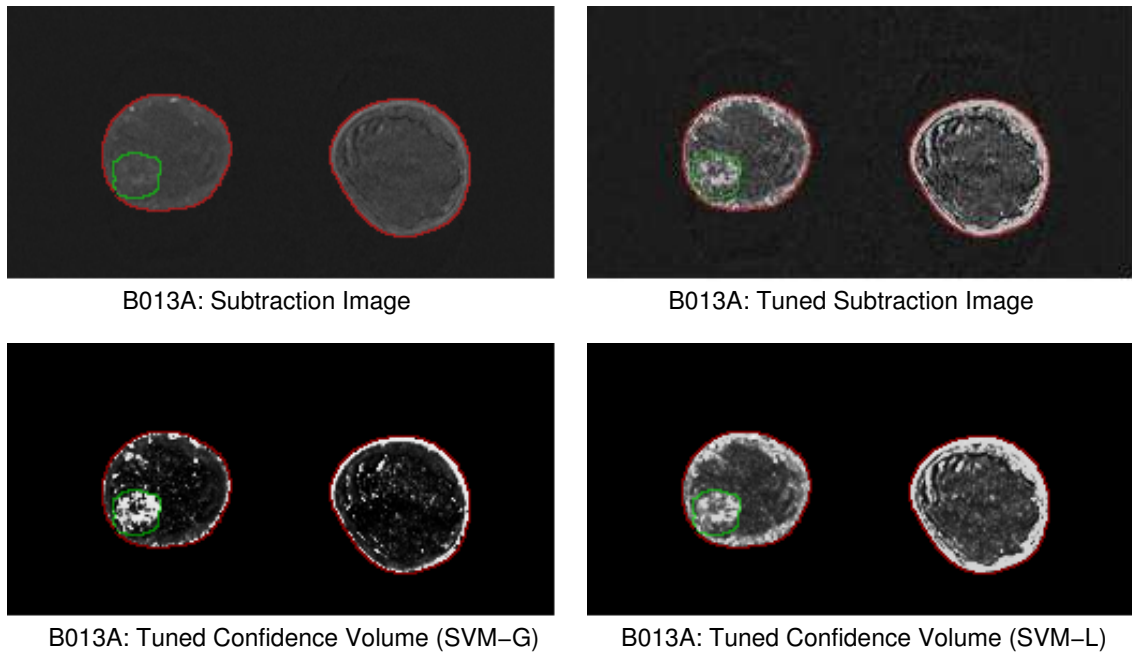 B013A: Subtraction Image
B013A: Tuned Subtraction Image
B013A: Tuned Confidence Volume (SVM−G)
B013A: Tuned Confidence Volume (SVM−L)